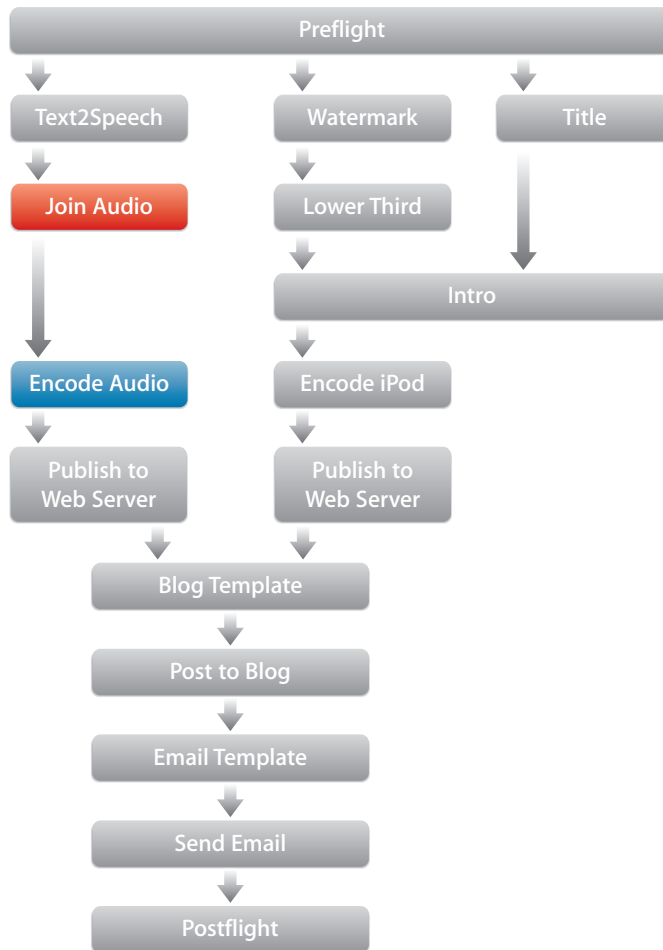 Preflight
Text2Speech
Watermark
Title
Join Audio
Lower Third
Intro
Encode Audio
Encode iPod
Publish to
Web Server
Publish to
Web Server
Blog Template
Post to Blog
Email Template
Send Email
Postflight